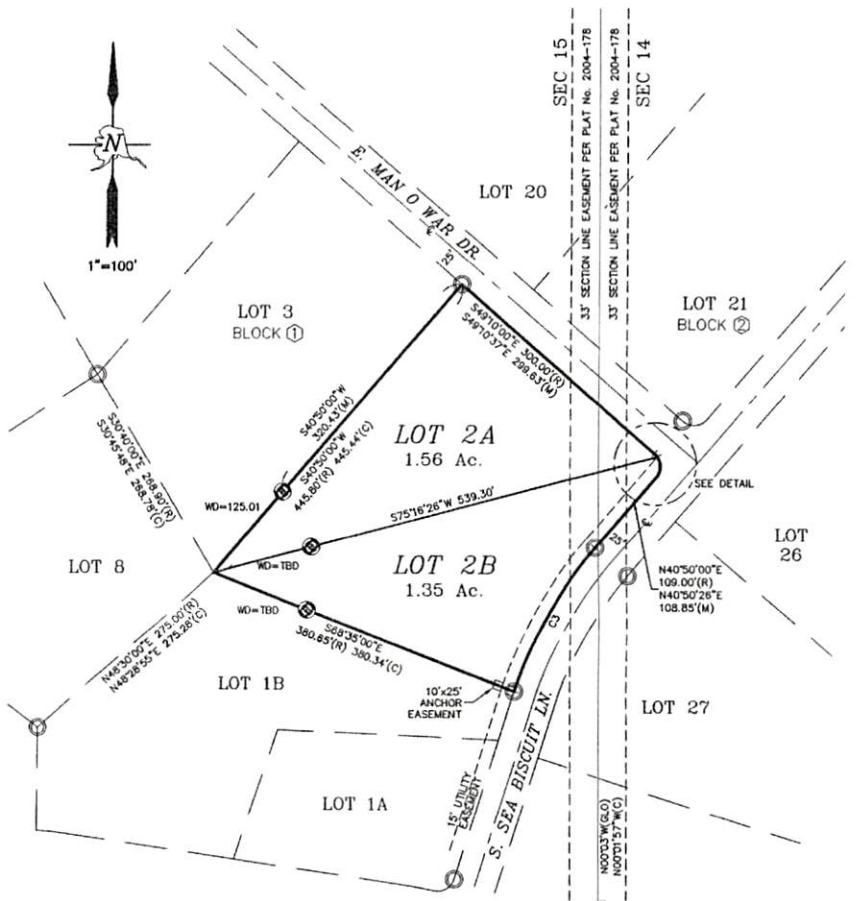 SEC 15
33' SECTION LINE EASEMENT PER PLAT No. 2004-178
33' SECTION LINE EASEMENT PER PLAT No. 2004-178
SEC 14
N
1"=100'
E. MAN O WAR DR.
LOT 20
25'
LOT 3
BLOCK 1
LOT 21
BLOCK 2
S49°10'00"E 300.00'(R)
S49°10'37"E 299.63'(M)
S40°50'00"W
320.43'(M)
S40°50'00"W 445.44'(C)
445.80'(R)
LOT 2A
1.56 Ac.
S30°40'00"E 268.90'(R)
S30°45'48"E 268.78'(C)
SEE DETAIL
WD=125.01
S75°16'26"W 539.30'
LOT
26
WD=TBD
LOT 8
LOT 2B
1.35 Ac.
25'
N40°50'00"E
109.00'(R)
N40°50'26"E
108.85'(M)
WD=TBD
S68°35'00"E
380.65'(R) 380.34'(C)
C3
N48°30'00"E 275.00'(R)
N48°28'55"E 275.28'(C)
LOT 1B
10'x25'
ANCHOR
EASEMENT
LOT 27
LOT 1A
15' UTILITY
EASEMENT
S. SEA BISCUIT LN.
N00°03'W(GLO)
N00°01'57"W(C)